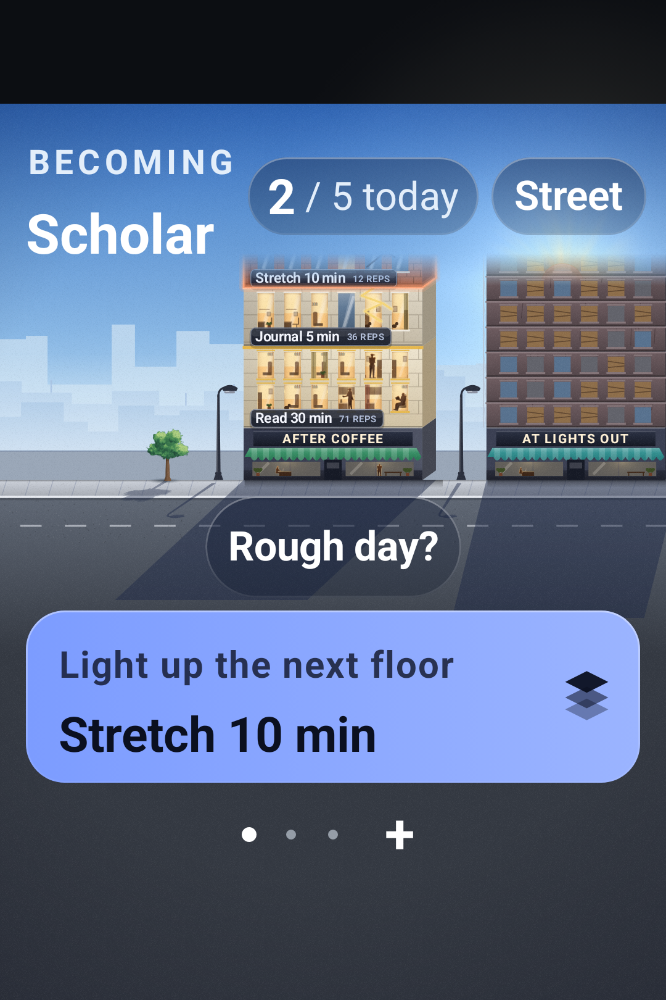 BECOMING
Scholar
2 / 5 today
Street
Stretch 10 min 12 REPS
Journal 5 min 36 REPS
Read 30 min 71 REPS
AFTER COFFEE
AT LIGHTS OUT
Rough day?
Light up the next floor
Stretch 10 min